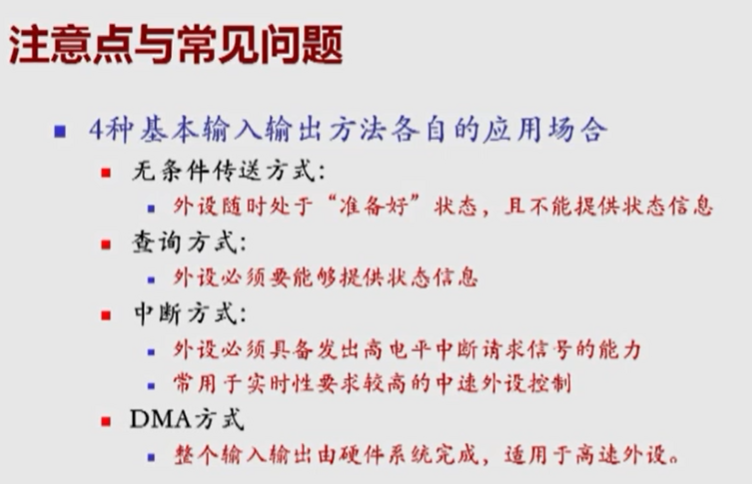 注意点与常见问题
4种基本输入输出方法各自的应用场合
无条件传送方式：
外设随时处于“准备好”状态，且不能提供状态信息
查询方式：
外设必须要能够提供状态信息
中断方式：
外设必须具备发出高电平中断请求信号的能力
常用于实时性要求较高的中速外设控制
DMA方式
整个输入输出由硬件系统完成，适用于高速外设。